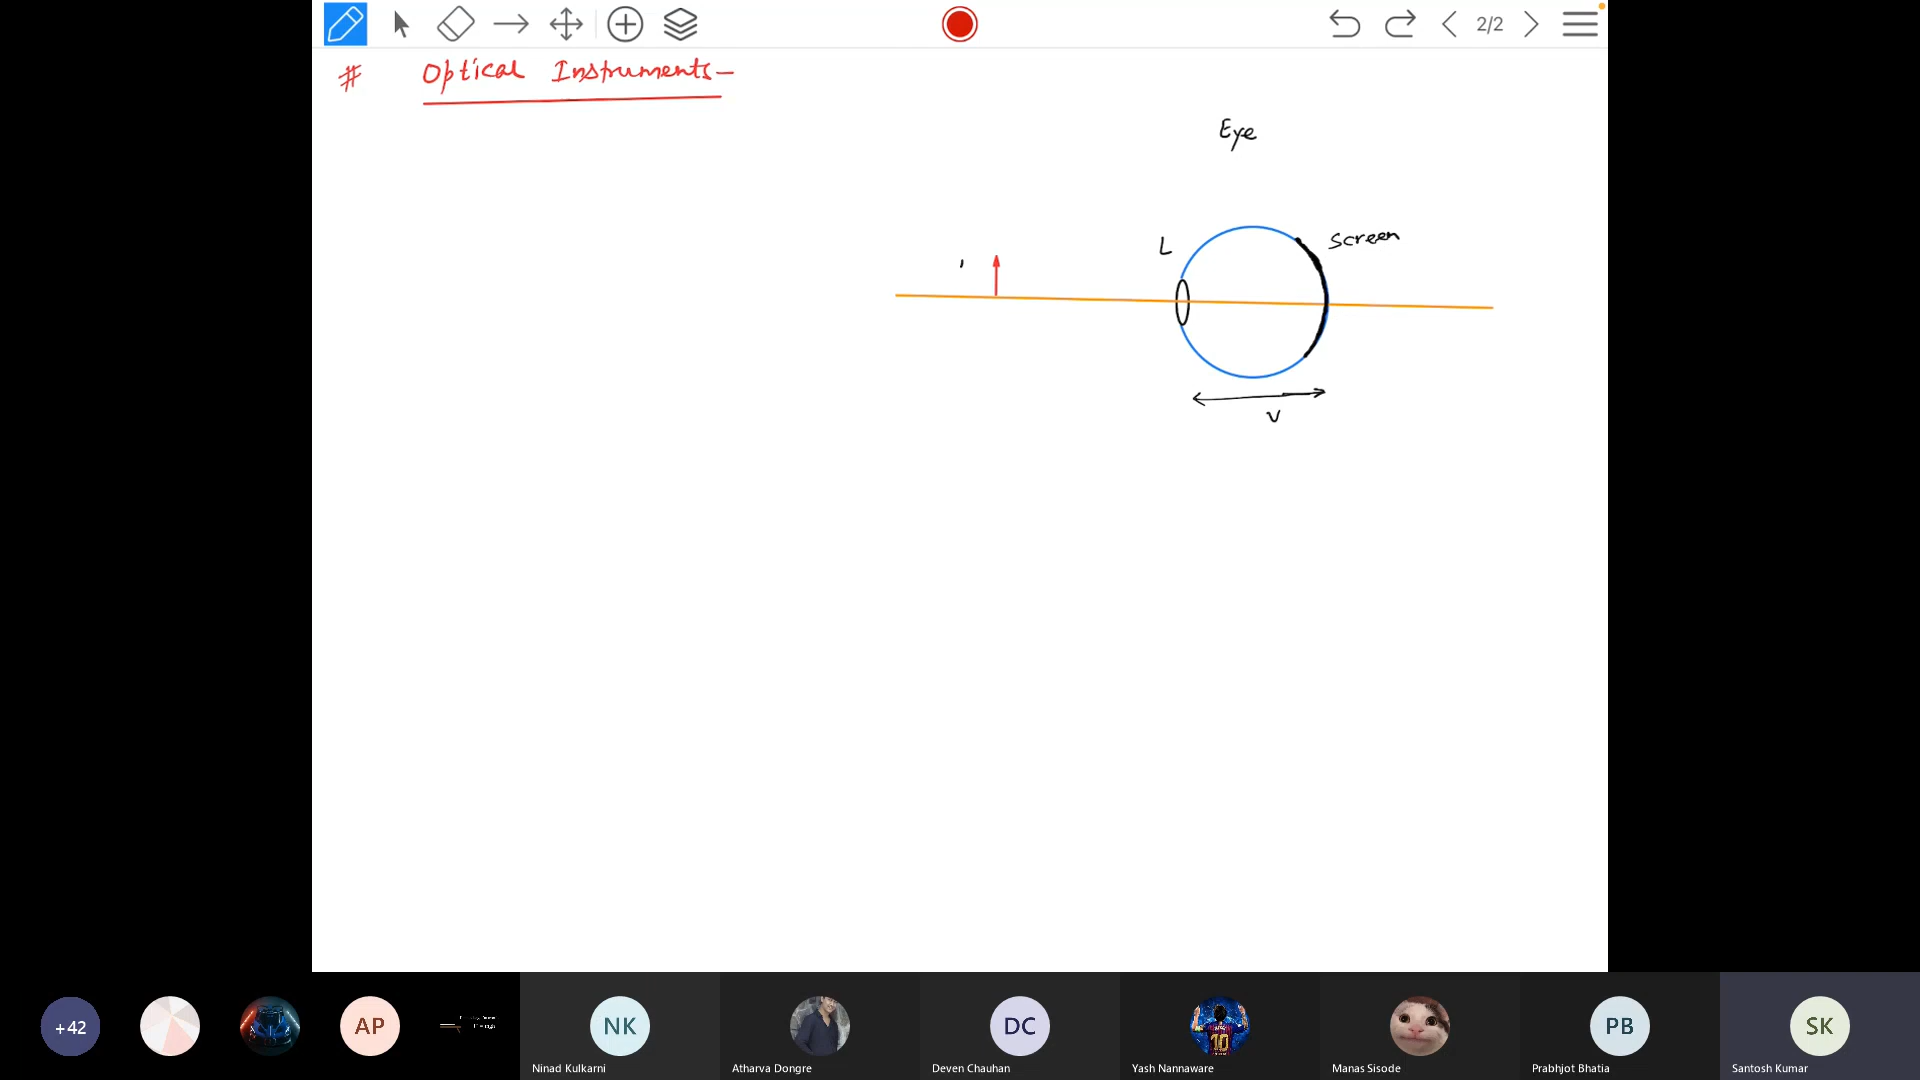 2/2
# Optical Instruments-
Eye
L
screen
v
+42
AP
NK
DC
PB
SK
Ninad Kulkarni
Atharva Dongre
Deven Chauhan
Yash Nannaware
Manas Sisode
Prabhjot Bhatia
Santosh Kumar